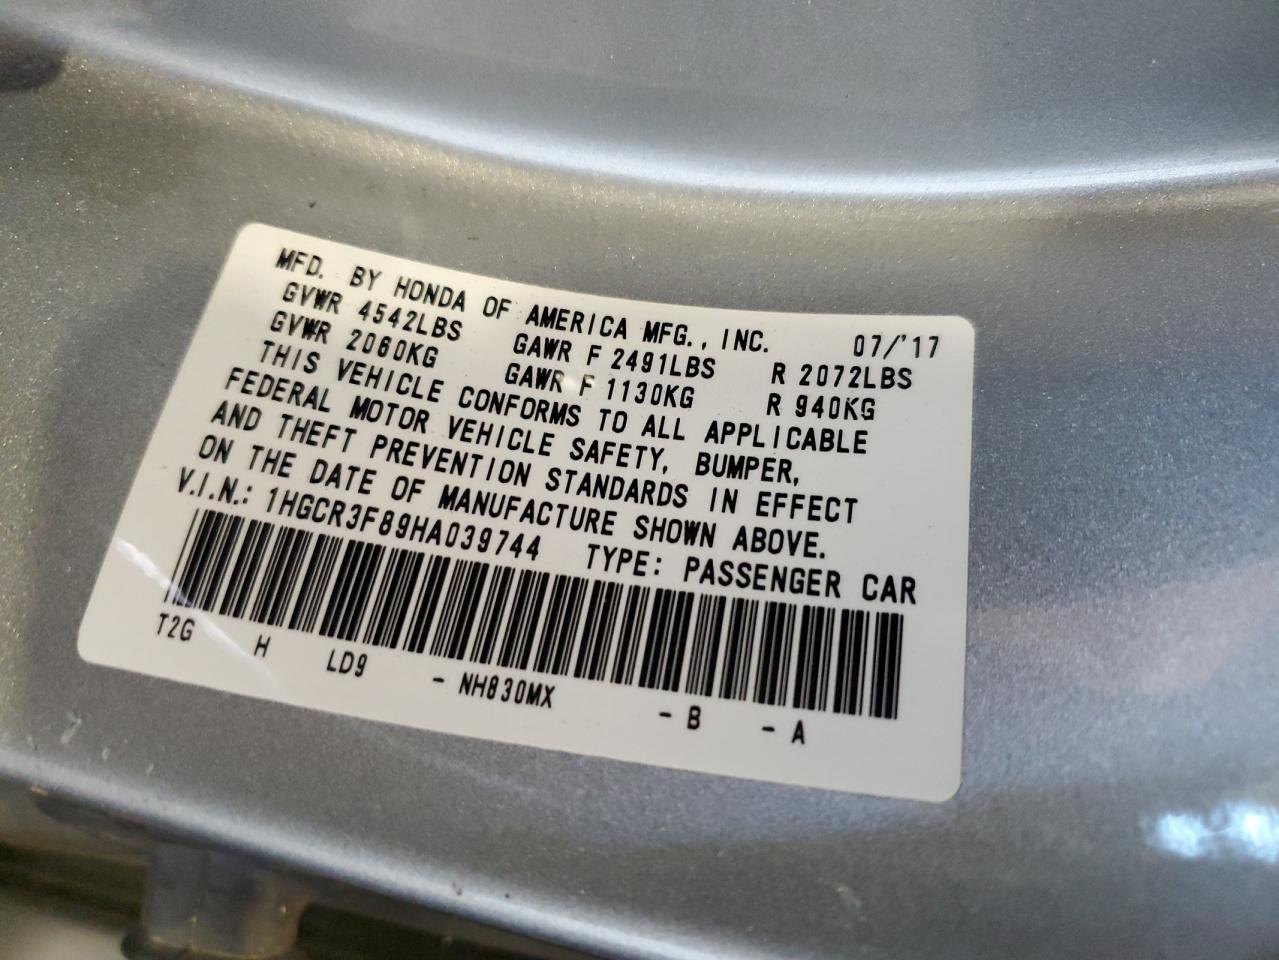 MFD. BY HONDA OF AMERICA MFG., INC. 07/'17
GVWR 4542LBS GAWR F 2491LBS R 2072LBS
GVWR 2060KG GAWR F 1130KG R 940KG
THIS VEHICLE CONFORMS TO ALL APPLICABLE
FEDERAL MOTOR VEHICLE SAFETY, BUMPER,
AND THEFT PREVENTION STANDARDS IN EFFECT
ON THE DATE OF MANUFACTURE SHOWN ABOVE.
V.I.N.: 1HGCR3F89HA039744 TYPE: PASSENGER CAR
T2G H LD9 - NH830MX - B - A